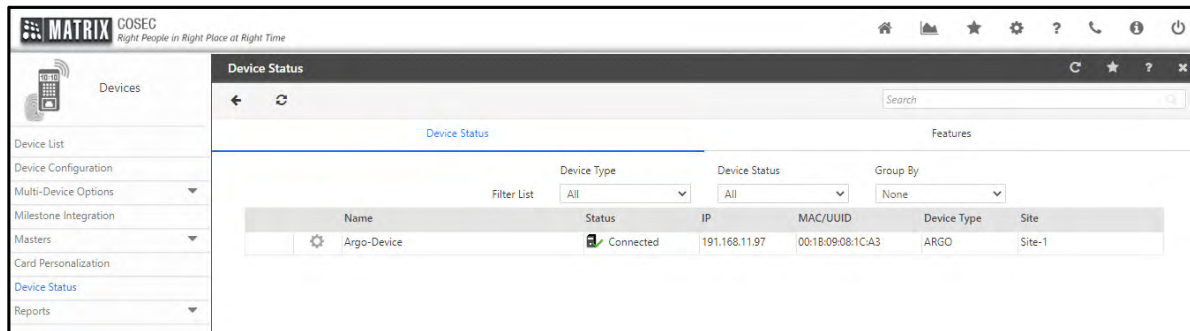 MATRIX COSEC
Right People in Right Place at Right Time
Devices
Device List
Device Configuration
Multi-Device Options
Milestone Integration
Masters
Card Personalization
Device Status
Reports
Device Status
Search
Device Status Features
Device Type Device Status Group By
Filter List All All None
Name Status IP MAC/UUID Device Type Site
Argo-Device Connected 191.168.11.97 00:1B:09:08:1C:A3 ARGO Site-1